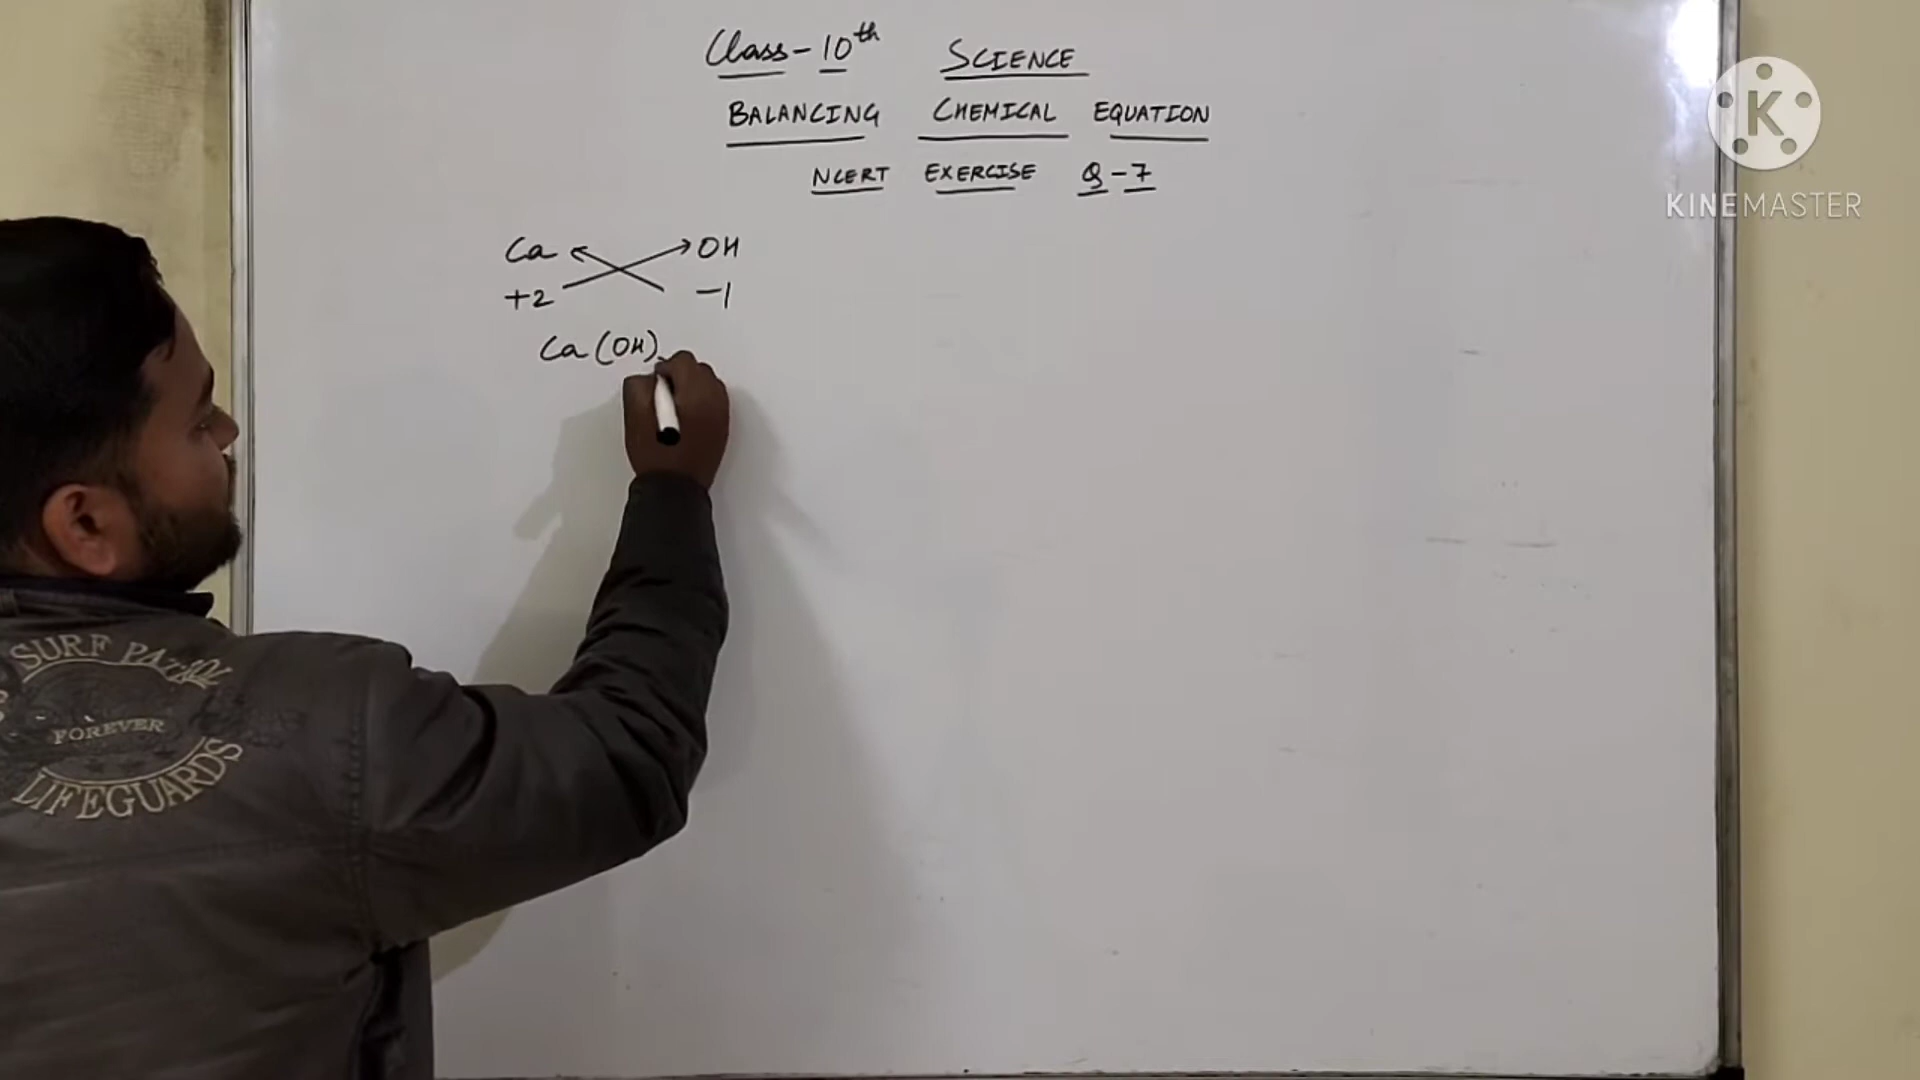 Class - 10th SCIENCE
BALANCING CHEMICAL EQUATION
NCERT EXERCISE Q-7
Ca OH
+2 -1
Ca(OH)
K
KINEMASTER
SURF PATROL
FOREVER
LIFEGUARDS